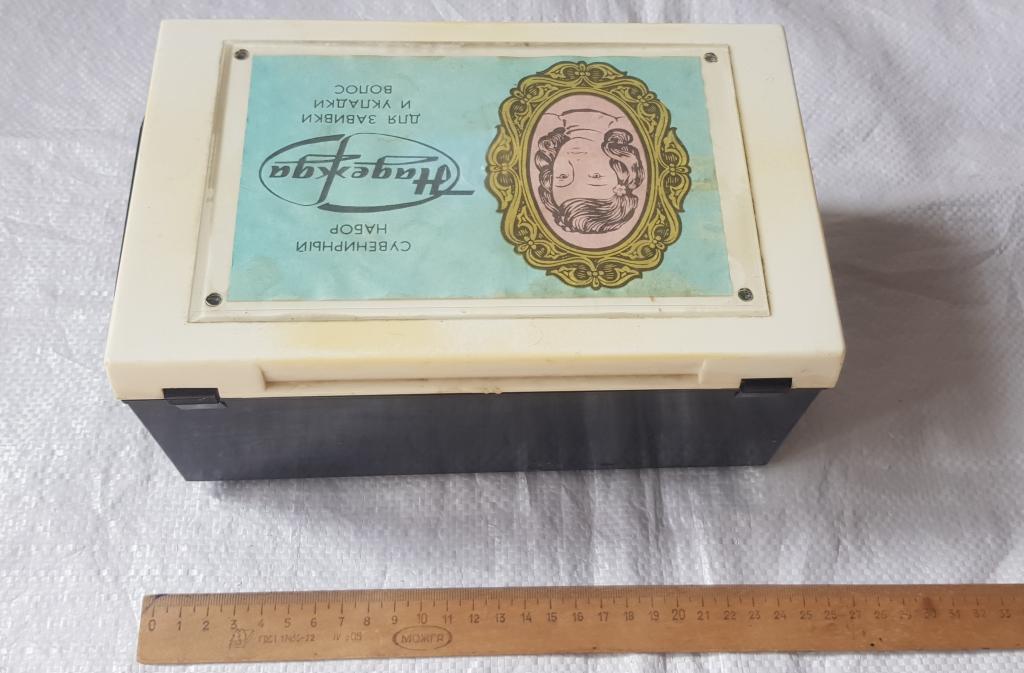 СУВЕНИРНЫЙ
НАБОР
Надежда
ДЛЯ ЗАВИВКИ
И УКЛАДКИ
ВОЛОС
0 1 2 3 4 5 6 7 8 9 10 11 12 13 14 15 16 17 18 19 20 21 22 23 24 25 26 27 28 29 30 31 32 33
МОЖГА